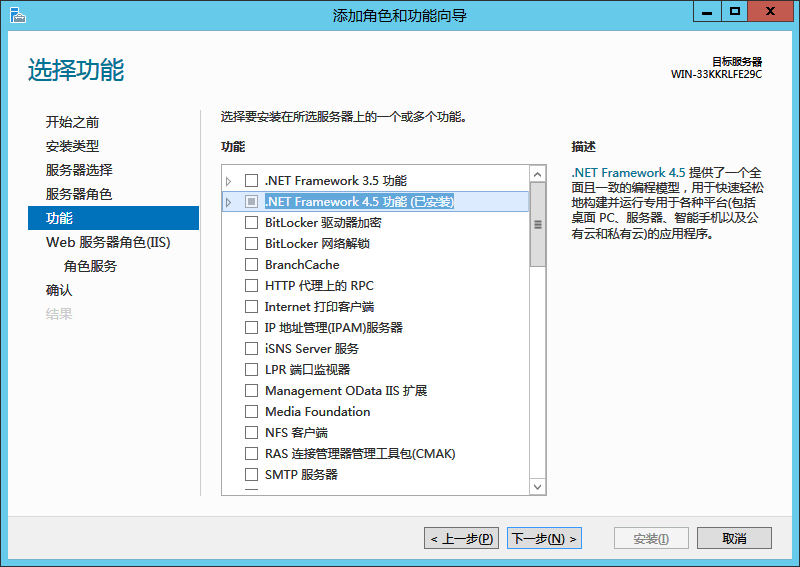 添加角色和功能向导
选择功能
目标服务器
WIN-33KKRLFE29C
开始之前
安装类型
服务器选择
服务器角色
功能
Web 服务器角色(IIS)
角色服务
确认
结果
选择要安装在所选服务器上的一个或多个功能。
功能
.NET Framework 3.5 功能
.NET Framework 4.5 功能 (已安装)
BitLocker 驱动器加密
BitLocker 网络解锁
BranchCache
HTTP 代理上的 RPC
Internet 打印客户端
IP 地址管理(IPAM)服务器
iSNS Server 服务
LPR 端口监视器
Management OData IIS 扩展
Media Foundation
NFS 客户端
RAS 连接管理器管理工具包(CMAK)
SMTP 服务器
描述
.NET Framework 4.5 提供了一个全
面且一致的编程模型，用于快速轻松
地构建并运行专用于各种平台(包括
桌面 PC、服务器、智能手机以及公
有云和私有云)的应用程序。
< 上一步(P)
下一步(N) >
安装(I)
取消